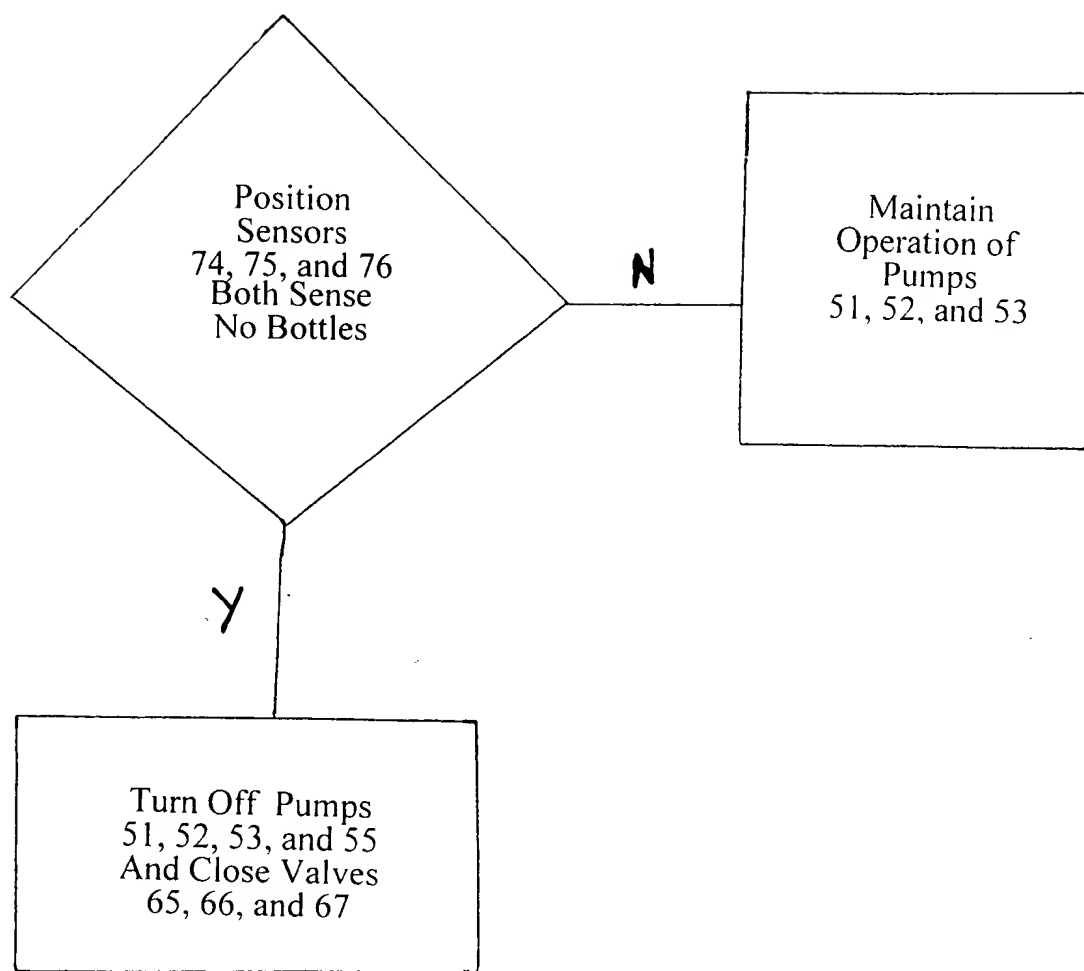 Position
Sensors
74, 75, and 76
Both Sense
No Bottles
N
Maintain
Operation of
Pumps
51, 52, and 53
Y
Turn Off Pumps
51, 52, 53, and 55
And Close Valves
65, 66, and 67